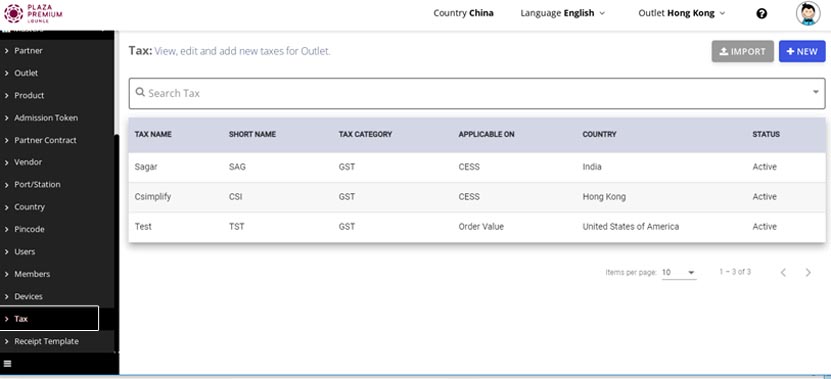 PLAZA
PREMIUM
LOUNGE
Country China
Language English
Outlet Hong Kong
Masters
Partner
Outlet
Product
Admission Token
Partner Contract
Vendor
Port/Station
Country
Pincode
Users
Members
Devices
Tax
Receipt Template
Tax: View, edit and add new taxes for Outlet.
IMPORT
+ NEW
Search Tax
TAX NAME SHORT NAME TAX CATEGORY APPLICABLE ON COUNTRY STATUS
Sagar SAG GST CESS India Active
Csimplify CSI GST CESS Hong Kong Active
Test TST GST Order Value United States of America Active
Items per page: 10 1 – 3 of 3